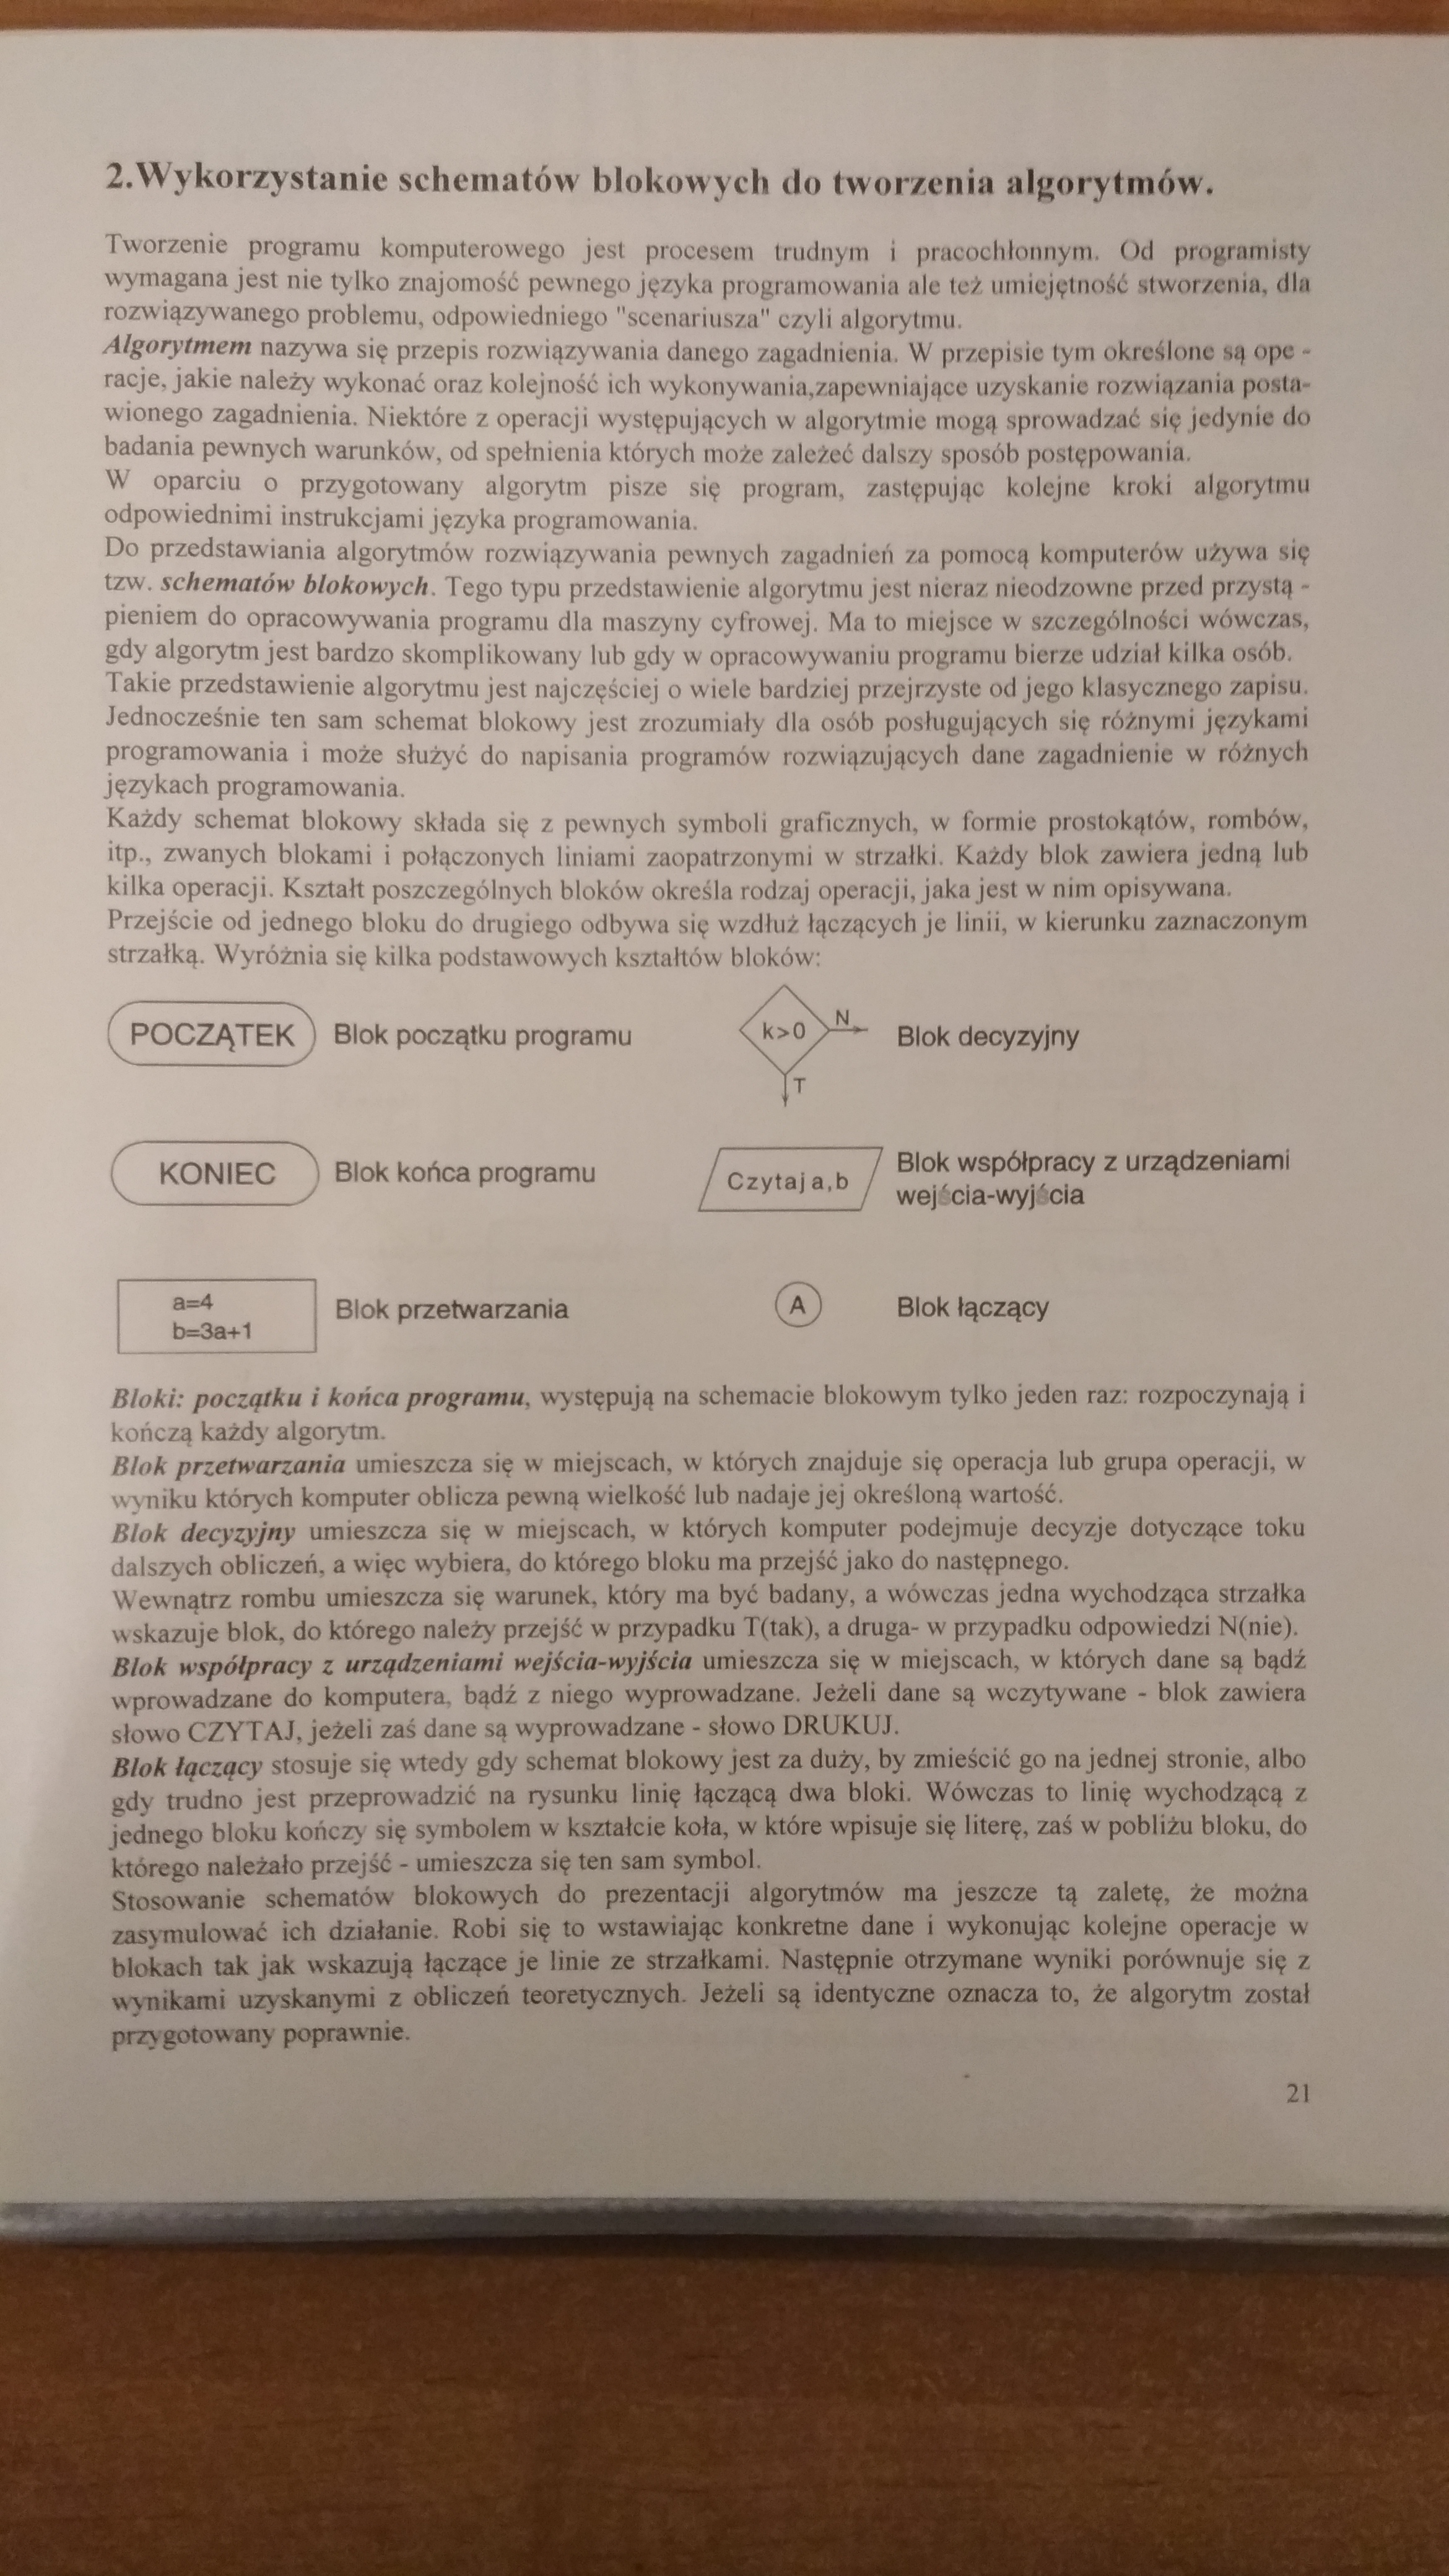 2.Wykorzystanie schematów blokowych do tworzenia algorytmów.
Tworzenie programu komputerowego jest procesem trudnym i pracochłonnym. Od programisty
wymagana jest nie tylko znajomość pewnego języka programowania ale też umiejętność stworzenia, dla
rozwiązywanego problemu, odpowiedniego "scenariusza" czyli algorytmu.
Algorytmem nazywa się przepis rozwiązywania danego zagadnienia. W przepisie tym określone są ope -
racje, jakie należy wykonać oraz kolejność ich wykonywania,zapewniające uzyskanie rozwiązania posta-
wionego zagadnienia. Niektóre z operacji występujących w algorytmie mogą sprowadzać się jedynie do
badania pewnych warunków, od spełnienia których może zależeć dalszy sposób postępowania.
W oparciu o przygotowany algorytm pisze się program, zastępując kolejne kroki algorytmu
odpowiednimi instrukcjami języka programowania.
Do przedstawiania algorytmów rozwiązywania pewnych zagadnień za pomocą komputerów używa się
tzw. schematów blokowych. Tego typu przedstawienie algorytmu jest nieraz nieodzowne przed przystą -
pieniem do opracowywania programu dla maszyny cyfrowej. Ma to miejsce w szczególności wówczas,
gdy algorytm jest bardzo skomplikowany lub gdy w opracowywaniu programu bierze udział kilka osób.
Takie przedstawienie algorytmu jest najczęściej o wiele bardziej przejrzyste od jego klasycznego zapisu.
Jednocześnie ten sam schemat blokowy jest zrozumiały dla osób posługujących się różnymi językami
programowania i może służyć do napisania programów rozwiązujących dane zagadnienie w różnych
językach programowania.
Każdy schemat blokowy składa się z pewnych symboli graficznych, w formie prostokątów, rombów,
itp., zwanych blokami i połączonych liniami zaopatrzonymi w strzałki. Każdy blok zawiera jedną lub
kilka operacji. Kształt poszczególnych bloków określa rodzaj operacji, jaka jest w nim opisywana.
Przejście od jednego bloku do drugiego odbywa się wzdłuż łączących je linii, w kierunku zaznaczonym
strzałką. Wyróżnia się kilka podstawowych kształtów bloków:
POCZĄTEK Blok początku programu
k>0 N Blok decyzyjny
T
KONIEC Blok końca programu
Czytaj a,b Blok współpracy z urządzeniami
wejścia-wyjścia
a=4
b=3a+1
Blok przetwarzania
A Blok łączący
Bloki: początku i końca programu, występują na schemacie blokowym tylko jeden raz: rozpoczynają i
kończą każdy algorytm.
Blok przetwarzania umieszcza się w miejscach, w których znajduje się operacja lub grupa operacji, w
wyniku których komputer oblicza pewną wielkość lub nadaje jej określoną wartość.
Blok decyzyjny umieszcza się w miejscach, w których komputer podejmuje decyzje dotyczące toku
dalszych obliczeń, a więc wybiera, do którego bloku ma przejść jako do następnego.
Wewnątrz rombu umieszcza się warunek, który ma być badany, a wówczas jedna wychodząca strzałka
wskazuje blok, do którego należy przejść w przypadku T(tak), a druga- w przypadku odpowiedzi N(nie).
Blok współpracy z urządzeniami wejścia-wyjścia umieszcza się w miejscach, w których dane są bądź
wprowadzane do komputera, bądź z niego wyprowadzane. Jeżeli dane są wczytywane - blok zawiera
słowo CZYTAJ, jeżeli zaś dane są wyprowadzane - słowo DRUKUJ.
Blok łączący stosuje się wtedy gdy schemat blokowy jest za duży, by zmieścić go na jednej stronie, albo
gdy trudno jest przeprowadzić na rysunku linię łączącą dwa bloki. Wówczas to linię wychodzącą z
jednego bloku kończy się symbolem w kształcie koła, w które wpisuje się literę, zaś w pobliżu bloku, do
którego należało przejść - umieszcza się ten sam symbol.
Stosowanie schematów blokowych do prezentacji algorytmów ma jeszcze tą zaletę, że można
zasymulować ich działanie. Robi się to wstawiając konkretne dane i wykonując kolejne operacje w
blokach tak jak wskazują łączące je linie ze strzałkami. Następnie otrzymane wyniki porównuje się z
wynikami uzyskanymi z obliczeń teoretycznych. Jeżeli są identyczne oznacza to, że algorytm został
przygotowany poprawnie.
21